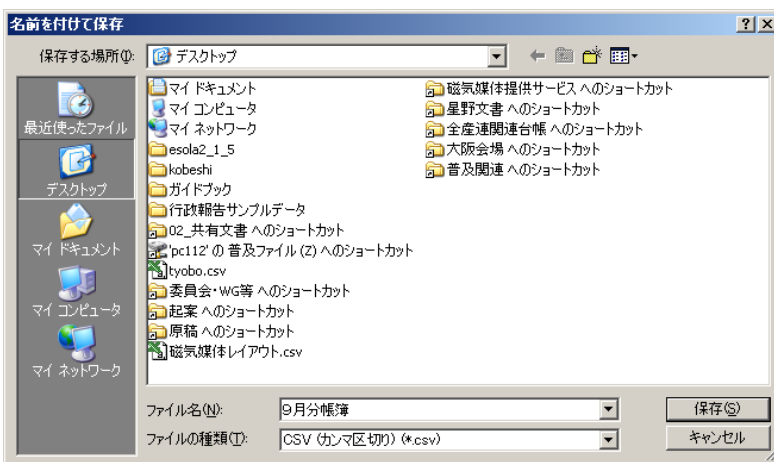 名前を付けて保存
保存する場所(I):
デスクトップ
最近使ったファイル
デスクトップ
マイ ドキュメント
マイ コンピュータ
マイ ネットワーク
マイ ドキュメント
マイ コンピュータ
マイ ネットワーク
esola2_1_5
kobeshi
ガイドブック
行政報告サンプルデータ
02_共有文書 へのショートカット
'pc112' の 普及ファイル (Z) へのショートカット
tyobo.csv
委員会・WG等 へのショートカット
起案 へのショートカット
原稿 へのショートカット
磁気媒体レイアウト.csv
磁気媒体提供サービス へのショートカット
星野文書 へのショートカット
全産連関連台帳 へのショートカット
大阪会場 へのショートカット
普及関連 へのショートカット
ファイル名(N):
9月分帳簿
保存(S)
ファイルの種類(T):
CSV (カンマ区切り) (*.csv)
キャンセル